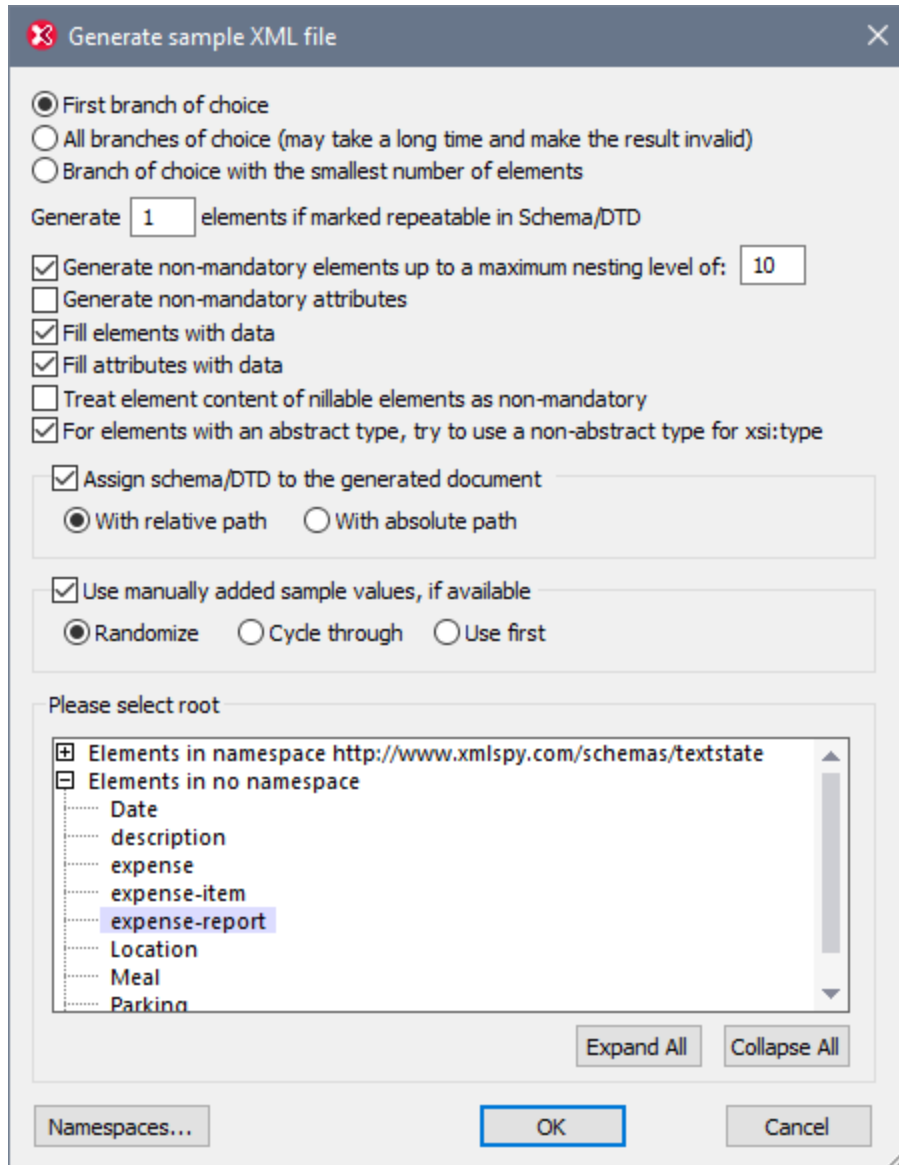 Generate sample XML file
First branch of choice
All branches of choice (may take a long time and make the result invalid)
Branch of choice with the smallest number of elements
Generate 1 elements if marked repeatable in Schema/DTD
Generate non-mandatory elements up to a maximum nesting level of: 10
Generate non-mandatory attributes
Fill elements with data
Fill attributes with data
Treat element content of nillable elements as non-mandatory
For elements with an abstract type, try to use a non-abstract type for xsi:type
Assign schema/DTD to the generated document
With relative path With absolute path
Use manually added sample values, if available
Randomize Cycle through Use first
Please select root
Elements in namespace http://www.xmlspy.com/schemas/textstate
Elements in no namespace
Date
description
expense
expense-item
expense-report
Location
Meal
Parking
Expand All Collapse All
Namespaces... OK Cancel